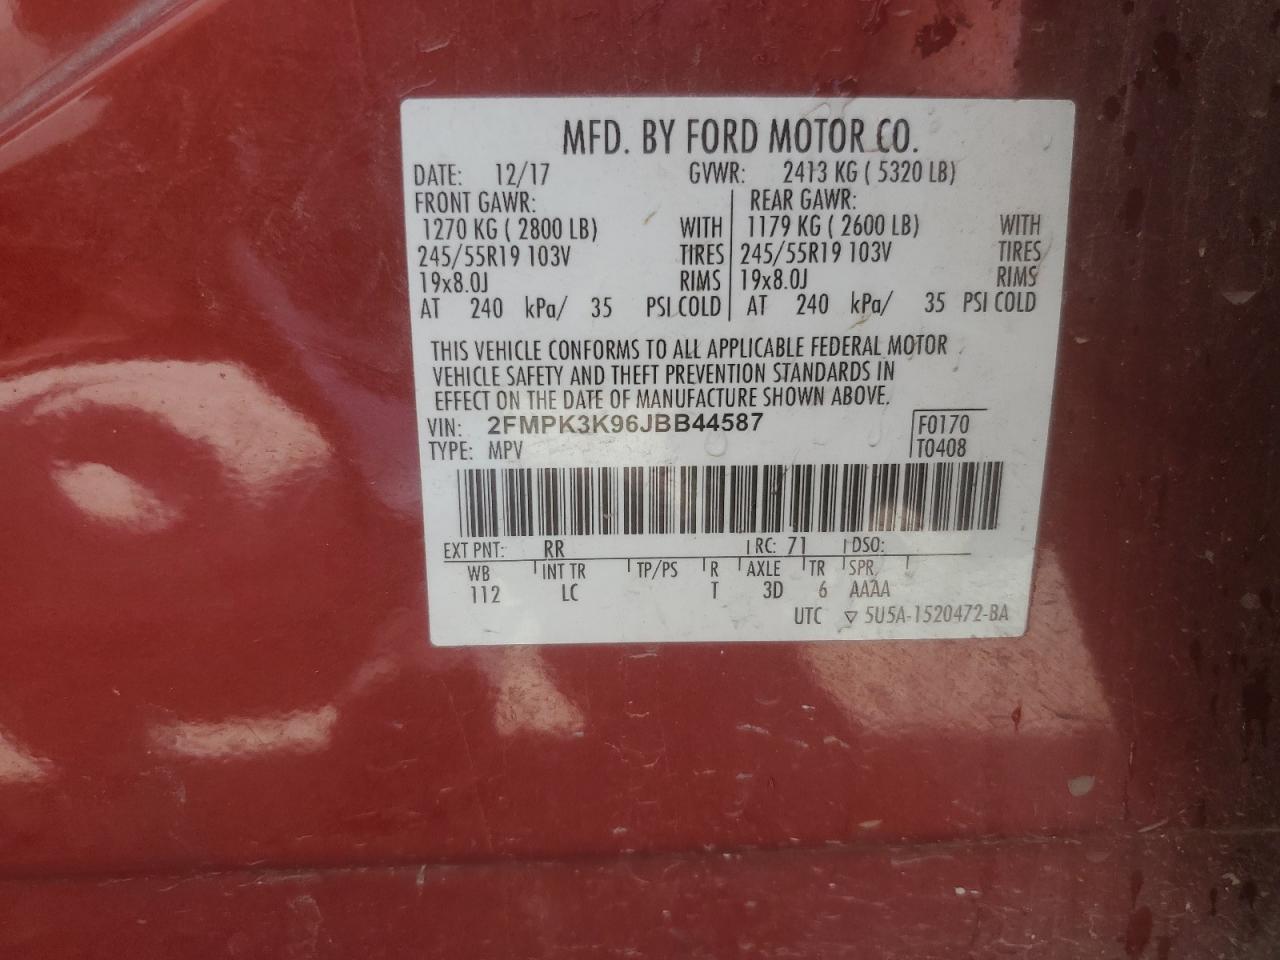 MFD. BY FORD MOTOR CO.
DATE: 12/17 GVWR: 2413 KG ( 5320 LB)
FRONT GAWR: REAR GAWR:
1270 KG ( 2800 LB) WITH 1179 KG ( 2600 LB) WITH
245/55R19 103V TIRES 245/55R19 103V TIRES
19x8.0J RIMS 19x8.0J RIMS
AT 240 kPa/ 35 PSI COLD AT 240 kPa/ 35 PSI COLD
THIS VEHICLE CONFORMS TO ALL APPLICABLE FEDERAL MOTOR
VEHICLE SAFETY AND THEFT PREVENTION STANDARDS IN
EFFECT ON THE DATE OF MANUFACTURE SHOWN ABOVE.
VIN: 2FMPK3K96JBB44587 F0170
TYPE: MPV T0408
EXT PNT: RR RC: 71 DSO:
WB INT TR TP/PS R AXLE TR SPR
112 LC T 3D 6 AAAA
UTC ▽ 5U5A-1520472-BA